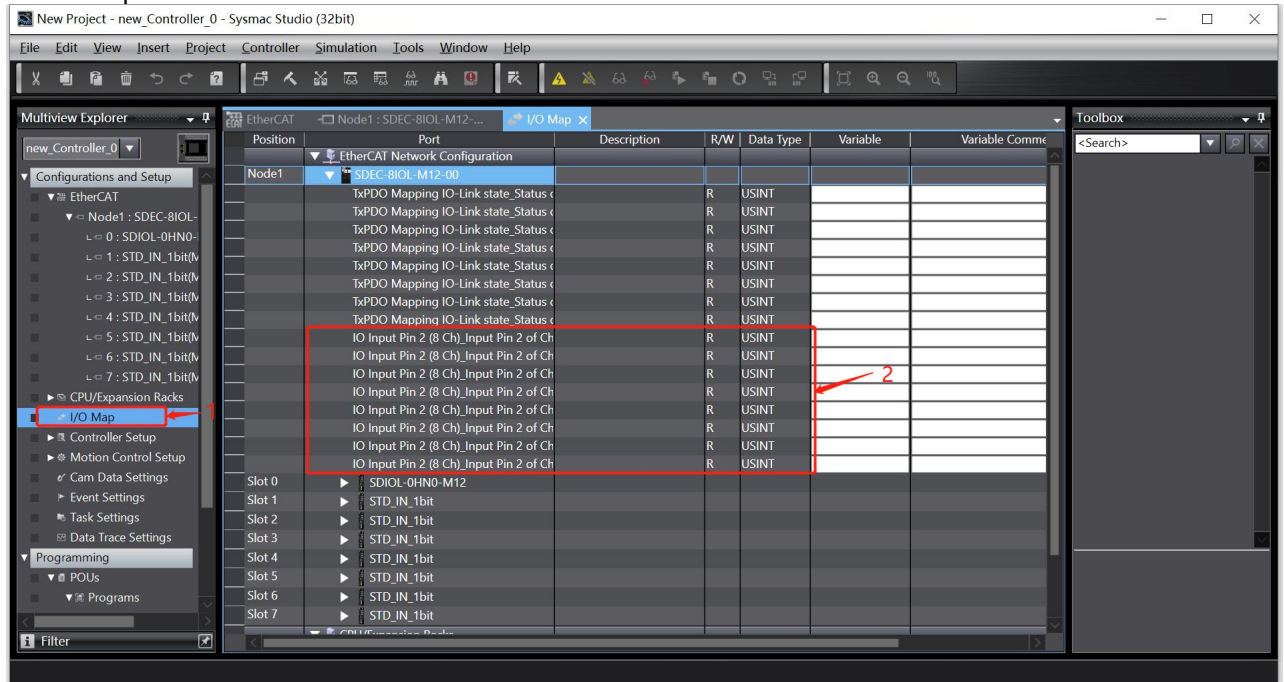 New Project - new_Controller_0 - Sysmac Studio (32bit)
File Edit View Insert Project Controller Simulation Tools Window Help
Multiview Explorer
new_Controller_0
Configurations and Setup
EtherCAT
Node1 : SDEC-8IOL-
0 : SDIOL-0HN0-
1 : STD_IN_1bit(M
2 : STD_IN_1bit(M
3 : STD_IN_1bit(M
4 : STD_IN_1bit(M
5 : STD_IN_1bit(M
6 : STD_IN_1bit(M
7 : STD_IN_1bit(M
CPU/Expansion Racks
I/O Map 1
Controller Setup
Motion Control Setup
Cam Data Settings
Event Settings
Task Settings
Data Trace Settings
Programming
POUs
Programs
Filter
EtherCAT Node1 : SDEC-8IOL-M12-... I/O Map
Position Port Description R/W Data Type Variable Variable Comme
EtherCAT Network Configuration
Node1 SDEC-8IOL-M12-00
TxPDO Mapping IO-Link state_Status R USINT
TxPDO Mapping IO-Link state_Status R USINT
TxPDO Mapping IO-Link state_Status R USINT
TxPDO Mapping IO-Link state_Status R USINT
TxPDO Mapping IO-Link state_Status R USINT
TxPDO Mapping IO-Link state_Status R USINT
TxPDO Mapping IO-Link state_Status R USINT
TxPDO Mapping IO-Link state_Status R USINT
IO Input Pin 2 (8 Ch)_Input Pin 2 of Ch R USINT
IO Input Pin 2 (8 Ch)_Input Pin 2 of Ch R USINT
IO Input Pin 2 (8 Ch)_Input Pin 2 of Ch R USINT 2
IO Input Pin 2 (8 Ch)_Input Pin 2 of Ch R USINT
IO Input Pin 2 (8 Ch)_Input Pin 2 of Ch R USINT
IO Input Pin 2 (8 Ch)_Input Pin 2 of Ch R USINT
IO Input Pin 2 (8 Ch)_Input Pin 2 of Ch R USINT
IO Input Pin 2 (8 Ch)_Input Pin 2 of Ch R USINT
Slot 0 SDIOL-0HN0-M12
Slot 1 STD_IN_1bit
Slot 2 STD_IN_1bit
Slot 3 STD_IN_1bit
Slot 4 STD_IN_1bit
Slot 5 STD_IN_1bit
Slot 6 STD_IN_1bit
Slot 7 STD_IN_1bit
Toolbox
<Search>